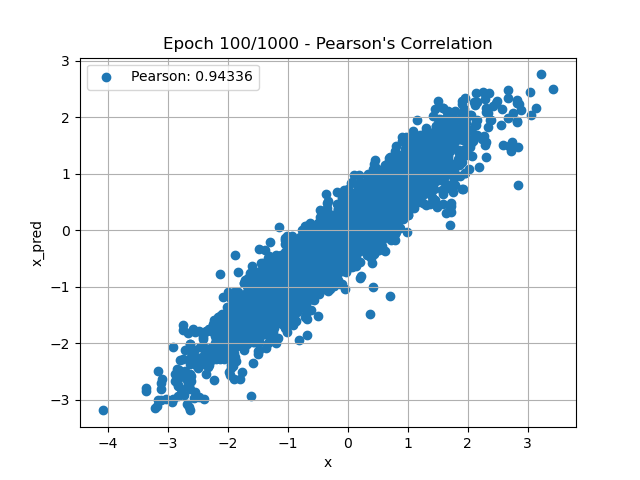 Epoch 100/1000 - Pearson's Correlation
Pearson: 0.94336
3
2
1
0
−1
−2
−3
x_pred
−4 −3 −2 −1 0 1 2 3
x